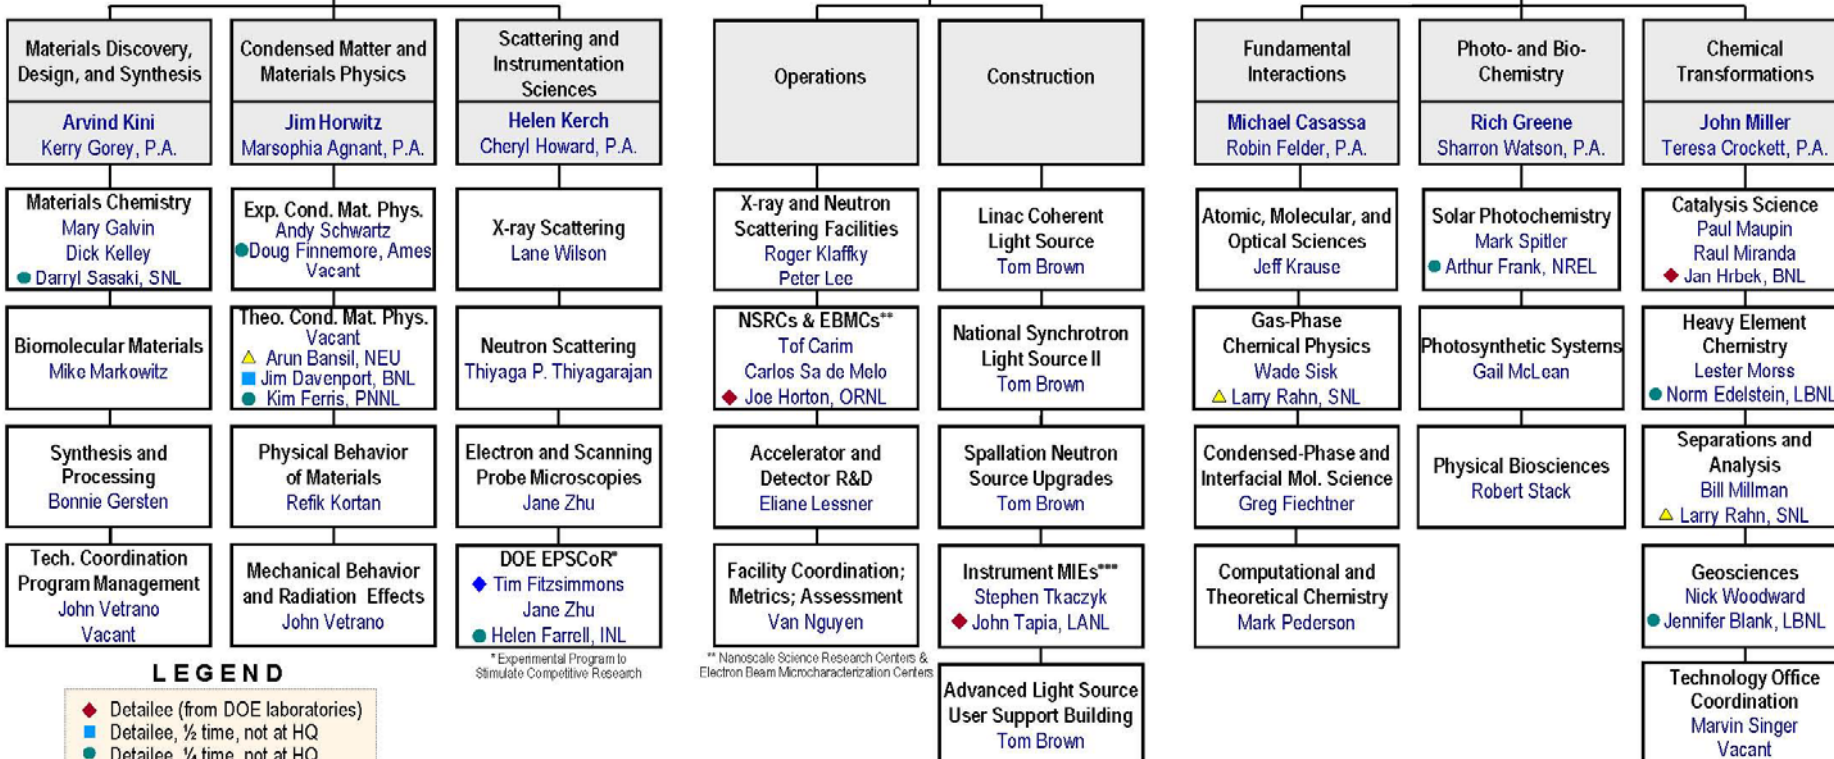 Materials Discovery,
Design, and Synthesis
Arvind Kini
Kerry Gorey, P.A.
Materials Chemistry
Mary Galvin
Dick Kelley
Darryl Sasaki, SNL
Biomolecular Materials
Mike Markowitz
Synthesis and
Processing
Bonnie Gersten
Tech. Coordination
Program Management
John Vetrano
Vacant
Condensed Matter and
Materials Physics
Jim Horwitz
Marsophia Agnant, P.A.
Exp. Cond. Mat. Phys.
Andy Schwartz
Doug Finnemore, Ames
Vacant
Theo. Cond. Mat. Phys.
Vacant
Arun Bansil, NEU
Jim Davenport, BNL
Kim Ferris, PNNL
Physical Behavior
of Materials
Refik Kortan
Mechanical Behavior
and Radiation Effects
John Vetrano
Scattering and
Instrumentation
Sciences
Helen Kerch
Cheryl Howard, P.A.
X-ray Scattering
Lane Wilson
Neutron Scattering
Thiyaga P. Thiyagarajan
Electron and Scanning
Probe Microscopies
Jane Zhu
DOE EPSCoR*
Tim Fitzsimmons
Jane Zhu
Helen Farrell, INL
* Experimental Program to
Stimulate Competitive Research
Operations
X-ray and Neutron
Scattering Facilities
Roger Klaffky
Peter Lee
NSRCs & EBMCs**
Tof Carim
Carlos Sa de Melo
Joe Horton, ORNL
Accelerator and
Detector R&D
Eliane Lessner
Facility Coordination;
Metrics; Assessment
Van Nguyen
** Nanoscale Science Research Centers &
Electron Beam Microcharacterization Centers
Construction
Linac Coherent
Light Source
Tom Brown
National Synchrotron
Light Source II
Tom Brown
Spallation Neutron
Source Upgrades
Tom Brown
Instrument MIEs***
Stephen Tkaczyk
John Tapia, LANL
Advanced Light Source
User Support Building
Tom Brown
Fundamental
Interactions
Michael Casassa
Robin Felder, P.A.
Atomic, Molecular, and
Optical Sciences
Jeff Krause
Gas-Phase
Chemical Physics
Wade Sisk
Larry Rahn, SNL
Condensed-Phase and
Interfacial Mol. Science
Greg Fiechtner
Computational and
Theoretical Chemistry
Mark Pederson
Photo- and Bio-
Chemistry
Rich Greene
Sharron Watson, P.A.
Solar Photochemistry
Mark Spitler
Arthur Frank, NREL
Photosynthetic Systems
Gail McLean
Physical Biosciences
Robert Stack
Chemical
Transformations
John Miller
Teresa Crockett, P.A.
Catalysis Science
Paul Maupin
Raul Miranda
Jan Hrbek, BNL
Heavy Element
Chemistry
Lester Morss
Norm Edelstein, LBNL
Separations and
Analysis
Bill Millman
Larry Rahn, SNL
Geosciences
Nick Woodward
Jennifer Blank, LBNL
Technology Office
Coordination
Marvin Singer
Vacant
LEGEND
Detailee (from DOE laboratories)
Detailee, ½ time, not at HQ
Detailee, ¼ time, not at HQ